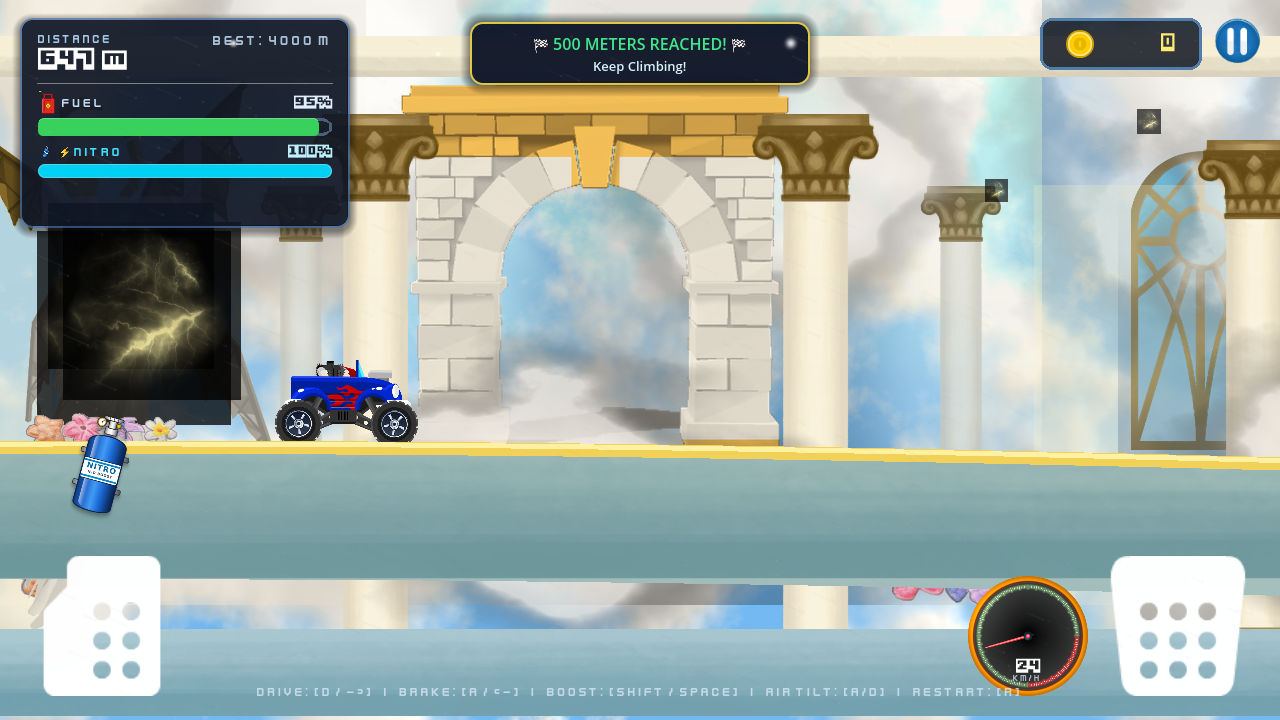 DISTANCE
BEST: 4000 M
647 M
500 METERS REACHED!
Keep Climbing!
0
FUEL
95%
NITRO
100%
NITRO
24
KM/H
DRIVE: [D / ->] | BRAKE: [A / <-] | BOOST: [SHIFT / SPACE] | AIR TILT: [A/D] | RESTART: [R]